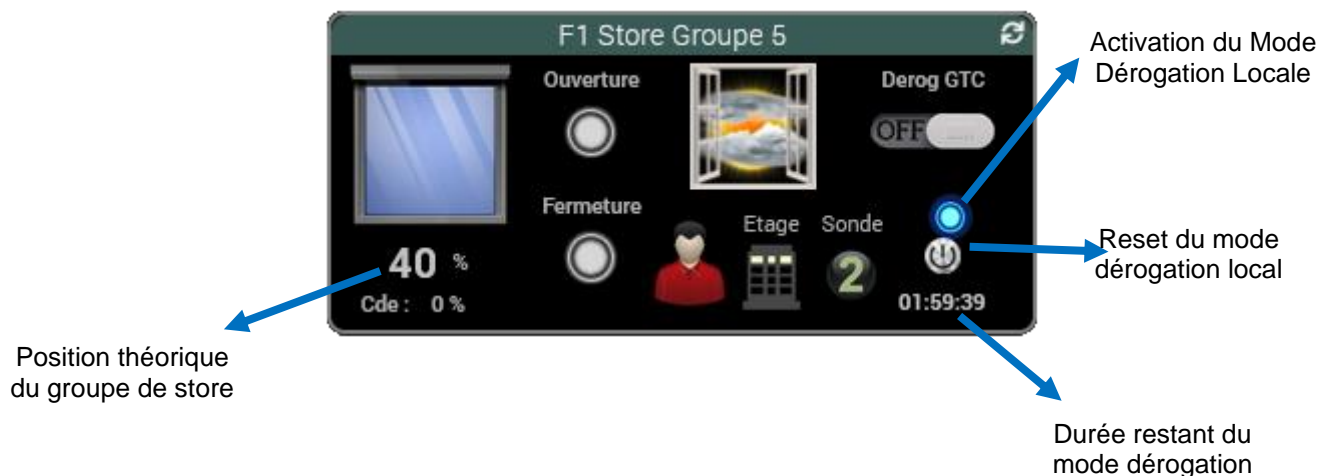 F1 Store Groupe 5
Activation du Mode
Dérogation Locale
Ouverture
Derog GTC
OFF
Fermeture
Etage
Sonde
2
Reset du mode
dérogation local
40 %
Cde : 0 %
01:59:39
Position théorique
du groupe de store
Durée restant du
mode dérogation